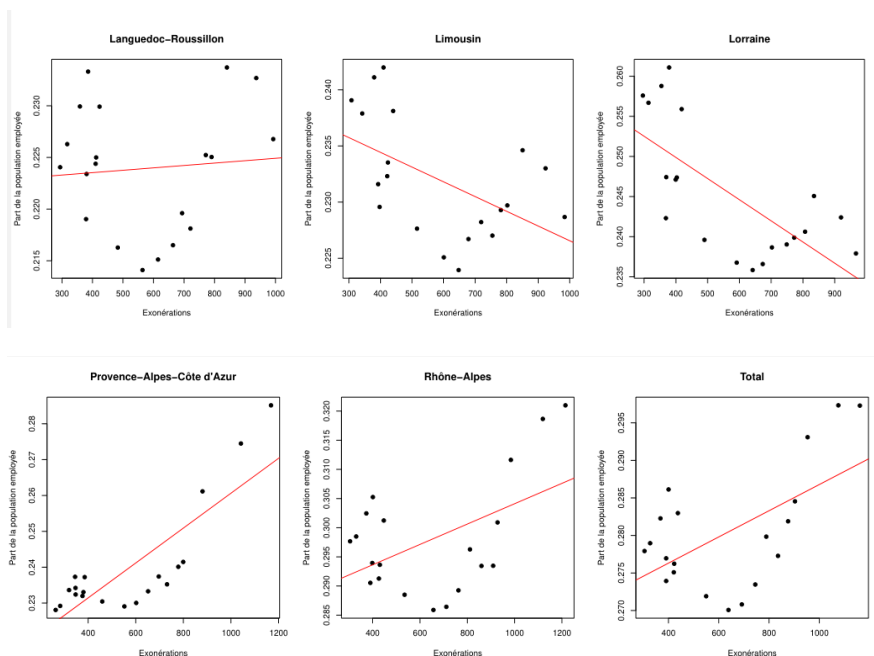 Languedoc−Roussillon
Part de la population employée
0.215 0.220 0.225 0.230
300 400 500 600 700 800 900 1000
Exonérations
Limousin
Part de la population employée
0.225 0.230 0.235 0.240
300 400 500 600 700 800 900 1000
Exonérations
Lorraine
Part de la population employée
0.235 0.240 0.245 0.250 0.255 0.260
300 400 500 600 700 800 900
Exonérations
Provence−Alpes−Côte d'Azur
Part de la population employée
0.23 0.24 0.25 0.26 0.27 0.28
400 600 800 1000 1200
Exonérations
Rhône−Alpes
Part de la population employée
0.285 0.290 0.295 0.300 0.305 0.310 0.315 0.320
400 600 800 1000 1200
Exonérations
Total
Part de la population employée
0.270 0.275 0.280 0.285 0.290 0.295
400 600 800 1000
Exonérations